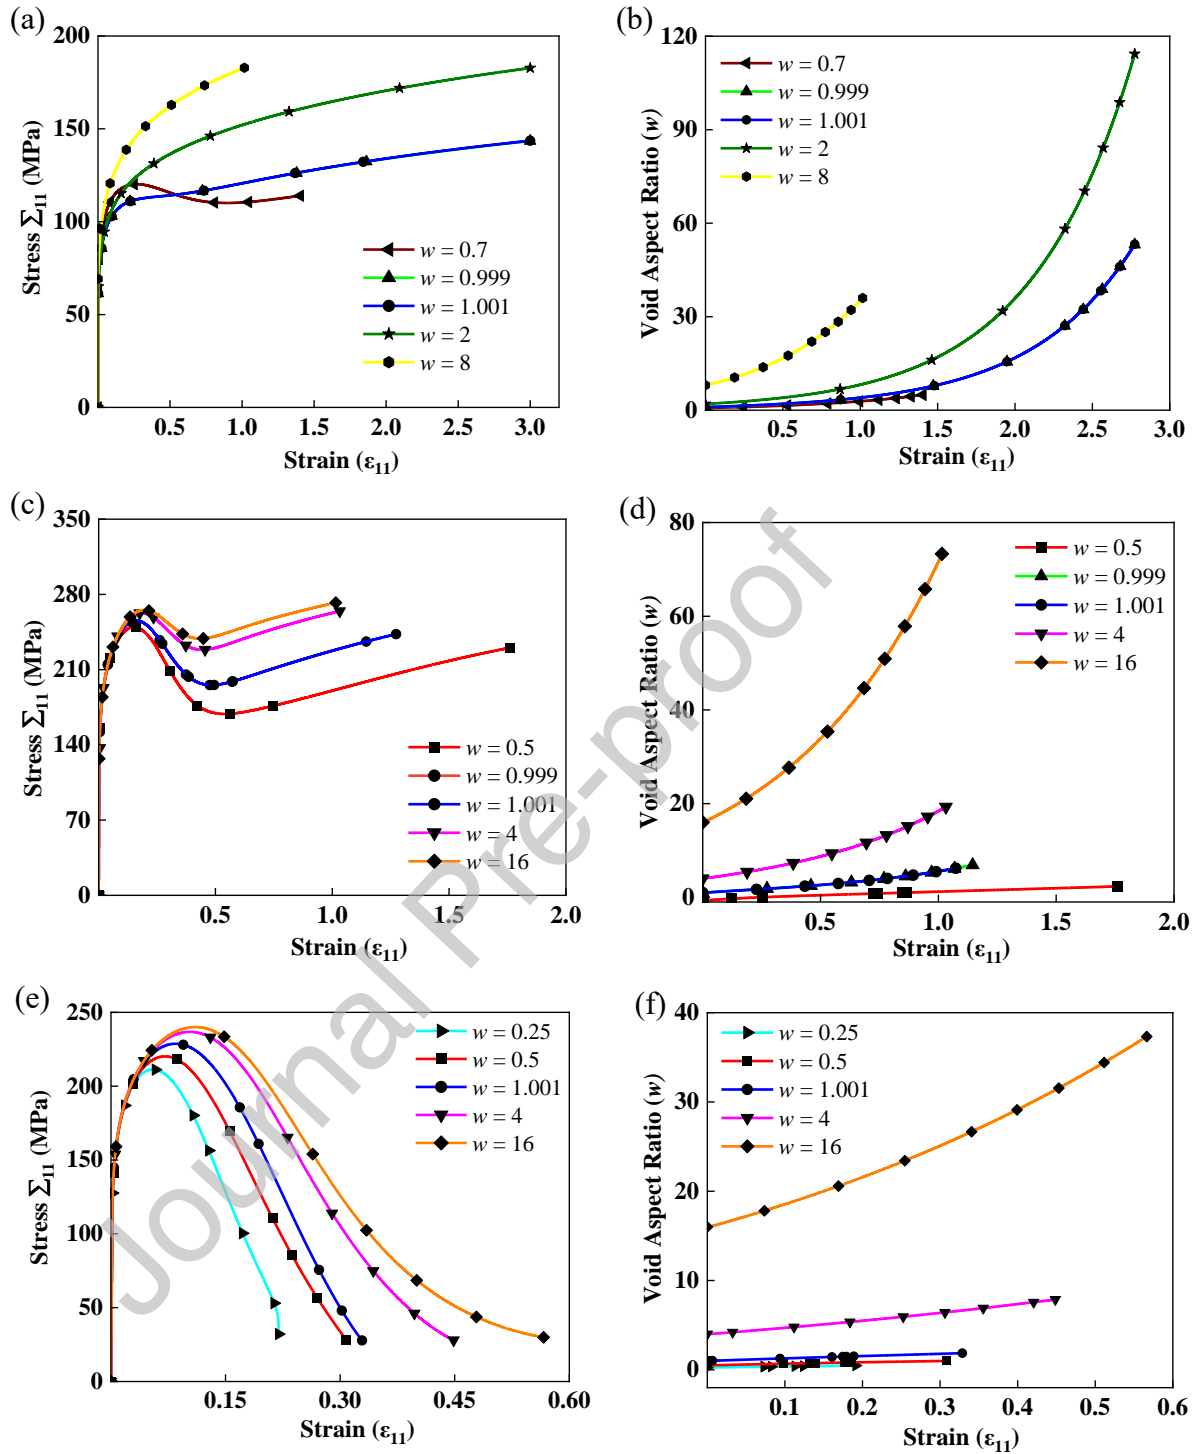 (a)
200
150
100
50
0
0.5
1.0
1.5
2.0
2.5
3.0
Stress Σ11 (MPa)
Strain (ε11)
w = 0.7
w = 0.999
w = 1.001
w = 2
w = 8
(b)
120
90
60
30
0
0.5
1.0
1.5
2.0
2.5
3.0
Void Aspect Ratio (w)
Strain (ε11)
w = 0.7
w = 0.999
w = 1.001
w = 2
w = 8
(c)
350
280
210
140
70
0
0.5
1.0
1.5
2.0
Stress Σ11 (MPa)
Strain (ε11)
w = 0.5
w = 0.999
w = 1.001
w = 4
w = 16
(d)
80
60
40
20
0
0.5
1.0
1.5
2.0
Void Aspect Ratio (w)
Strain (ε11)
w = 0.5
w = 0.999
w = 1.001
w = 4
w = 16
(e)
250
200
150
100
50
0
0.15
0.30
0.45
0.60
Stress Σ11 (MPa)
Strain (ε11)
w = 0.25
w = 0.5
w = 1.001
w = 4
w = 16
(f)
40
30
20
10
0
0.1
0.2
0.3
0.4
0.5
0.6
Void Aspect Ratio (w)
Strain (ε11)
w = 0.25
w = 0.5
w = 1.001
w = 4
w = 16
Journal Pre-proof